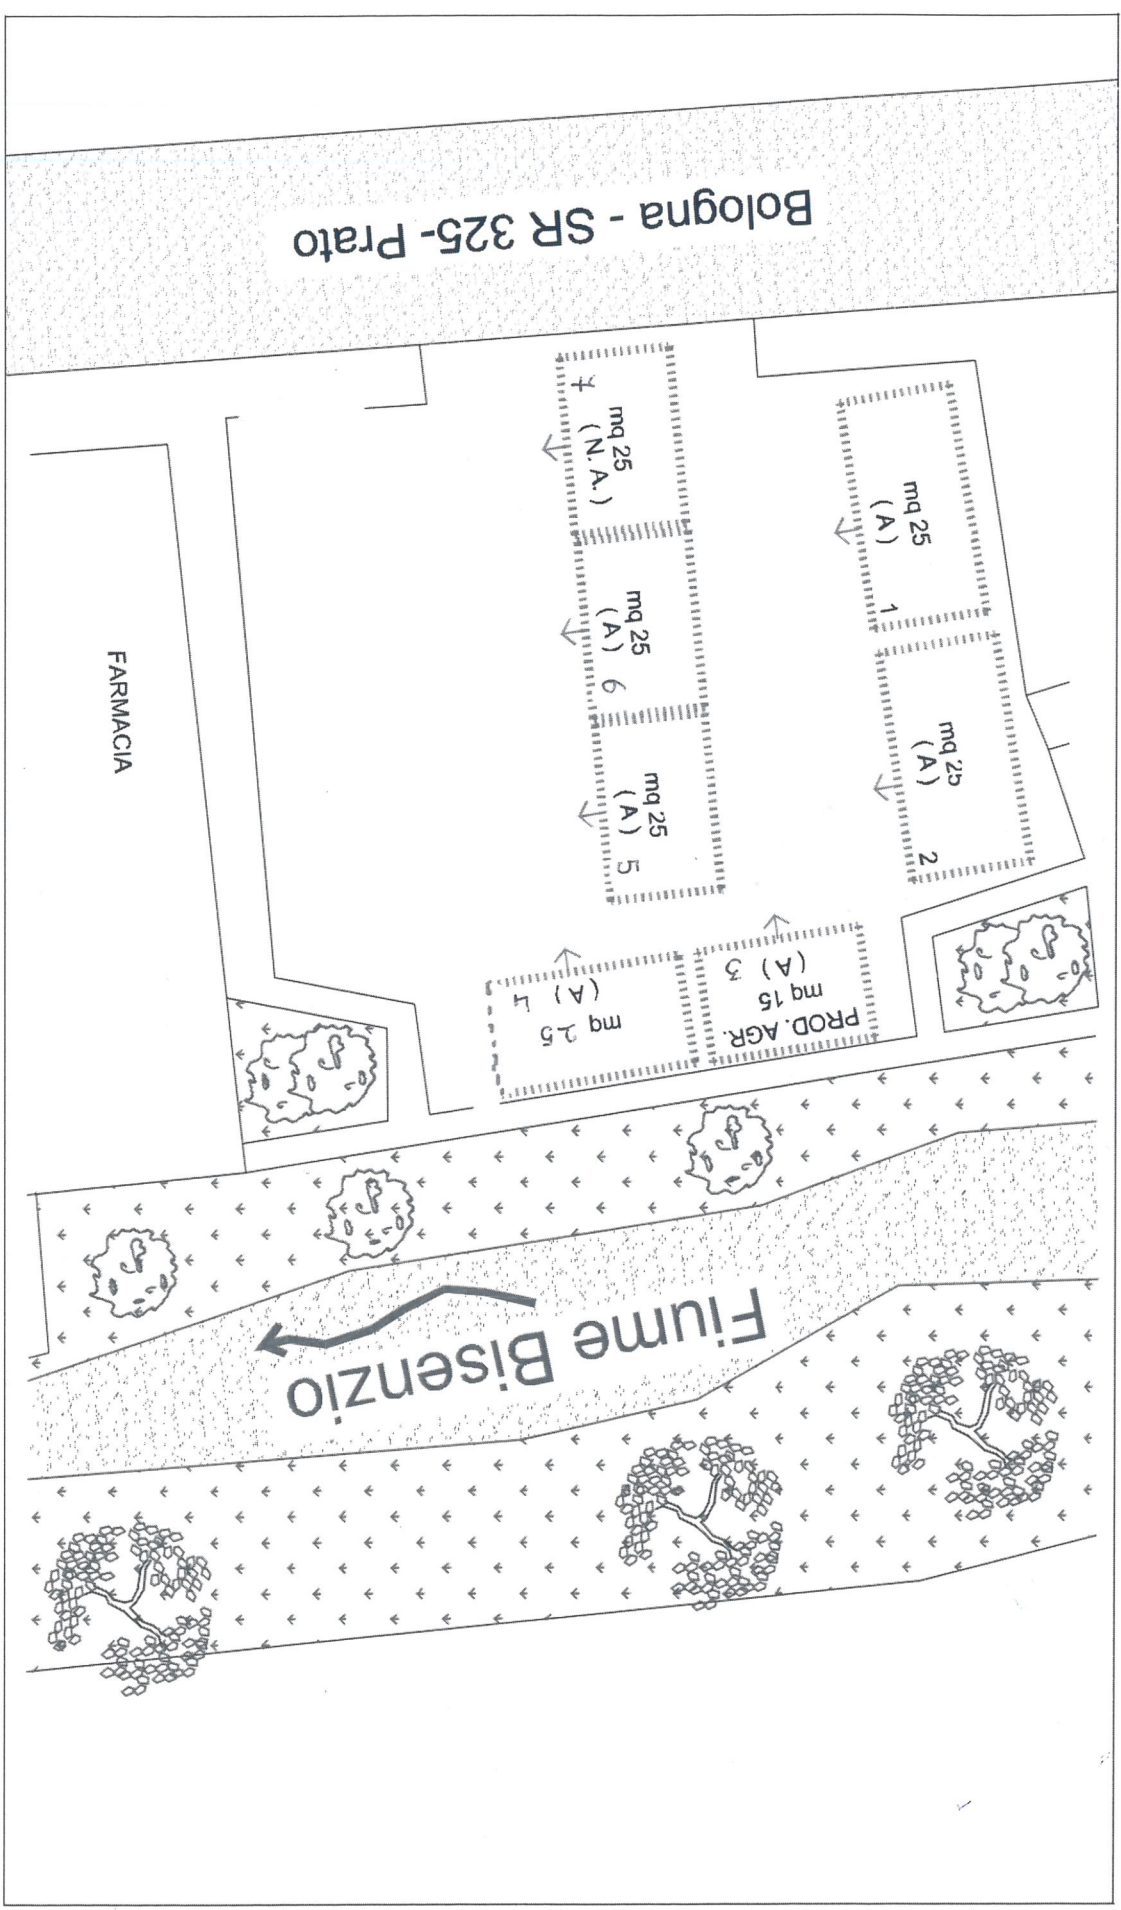 Bologna - SR 325- Prato
mq 25
(A)
1
mq 25
(A)
2
PROD. AGR.
mq 15
(A) 3
mq 25
(A) 4
mq 25
(A) 5
mq 25
(A) 6
7
mq 25
(N. A.)
FARMACIA
Fiume Bisenzio